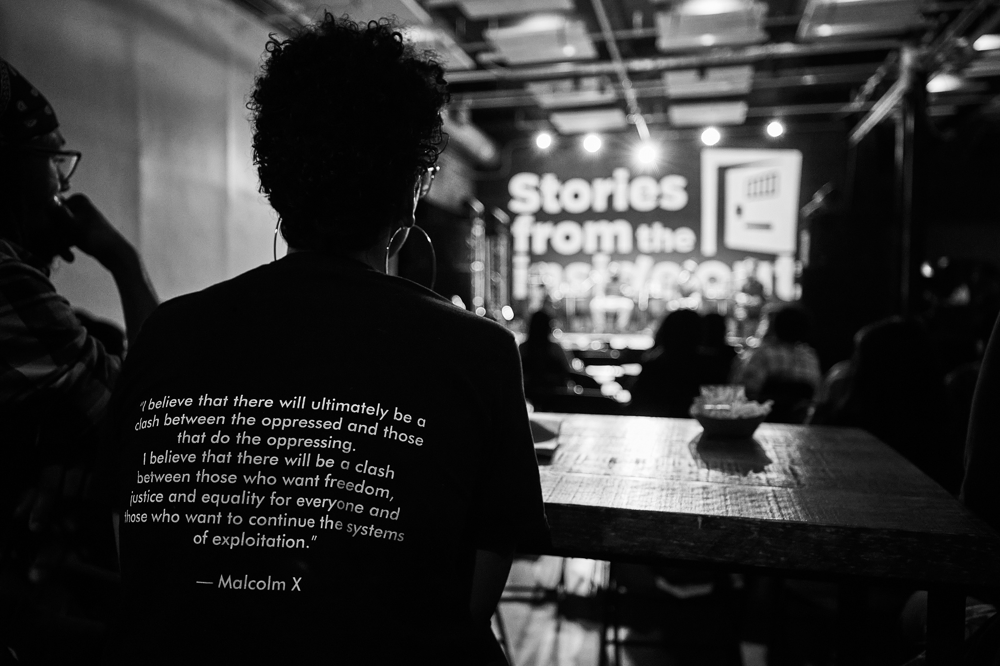 "I believe that there will ultimately be a
clash between the oppressed and those
that do the oppressing.
I believe that there will be a clash
between those who want freedom,
justice and equality for everyone and
those who want to continue the systems
of exploitation."
— Malcolm X
Stories
from the
inside out